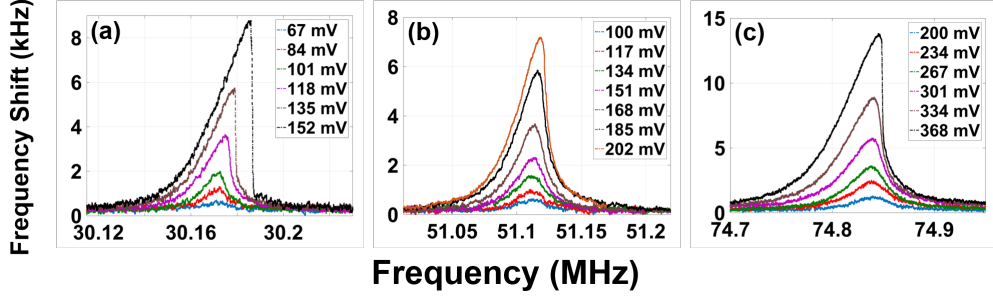 Frequency Shift (kHz)
(a)
67 mV
84 mV
101 mV
118 mV
135 mV
152 mV
8
6
4
2
0
30.12
30.16
30.2
(b)
100 mV
117 mV
134 mV
151 mV
168 mV
185 mV
202 mV
8
6
4
2
0
51.05
51.1
51.15
51.2
(c)
200 mV
234 mV
267 mV
301 mV
334 mV
368 mV
15
10
5
0
74.7
74.8
74.9
Frequency (MHz)